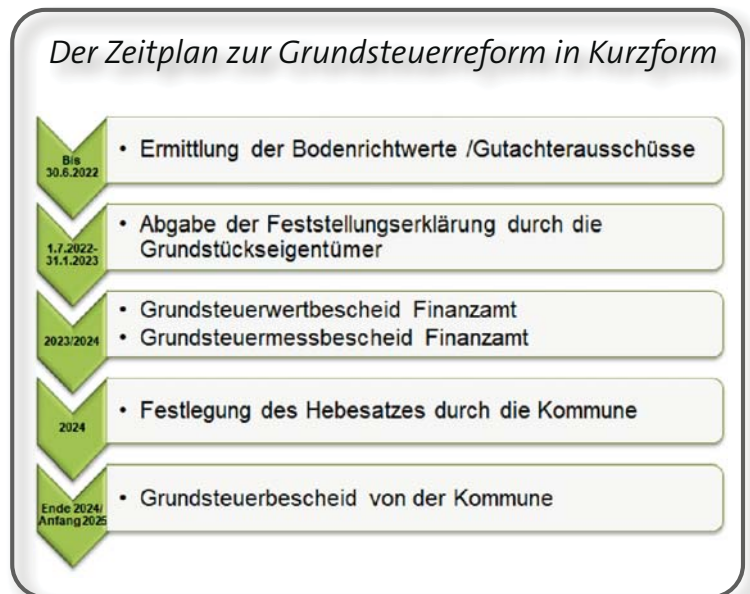 Der Zeitplan zur Grundsteuerreform in Kurzform
Bis
30.6.2022
• Ermittlung der Bodenrichtwerte /Gutachterausschüsse
1.7.2022-
31.1.2023
• Abgabe der Feststellungserklärung durch die
Grundstückseigentümer
2023/2024
• Grundsteuerwertbescheid Finanzamt
• Grundsteuermessbescheid Finanzamt
2024
• Festlegung des Hebesatzes durch die Kommune
Ende 2024/
Anfang 2025
• Grundsteuerbescheid von der Kommune